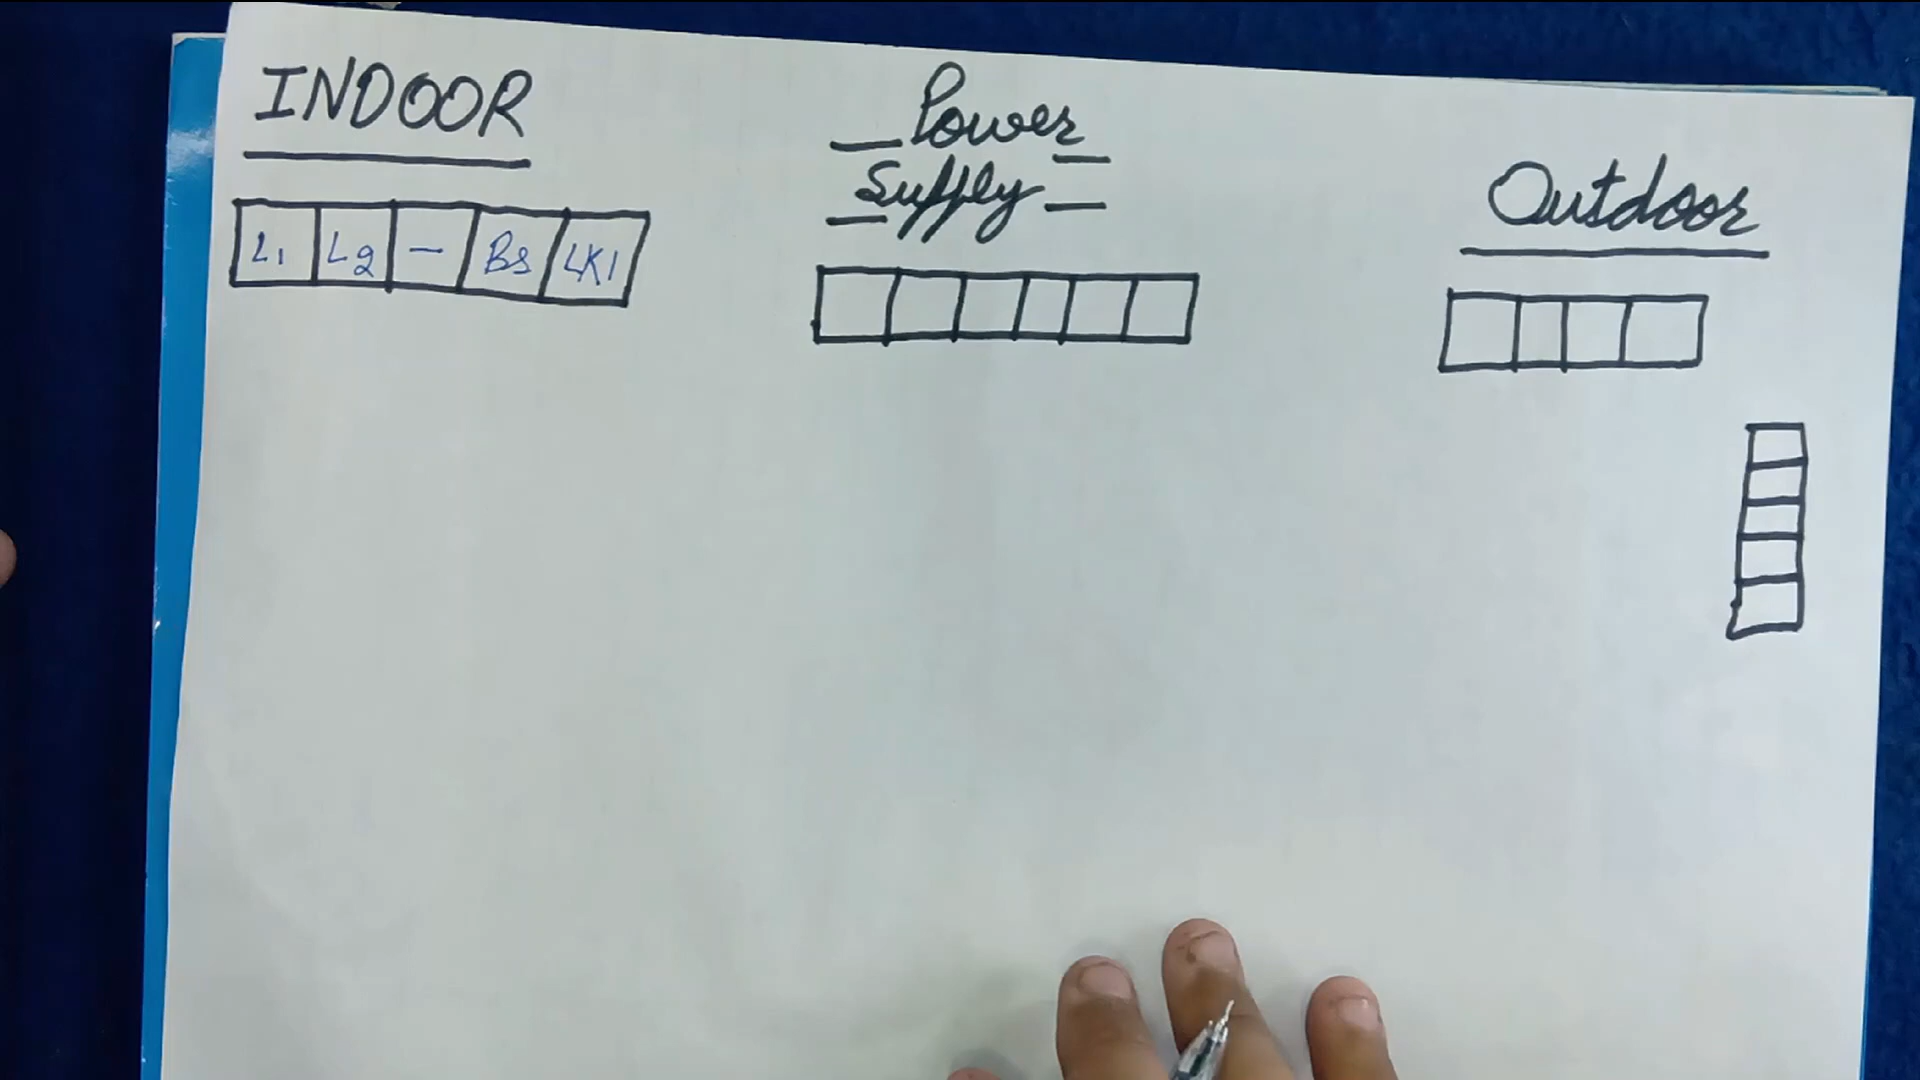 INDOOR
Power
Supply
Outdoor
L1 L2 — BS LK1